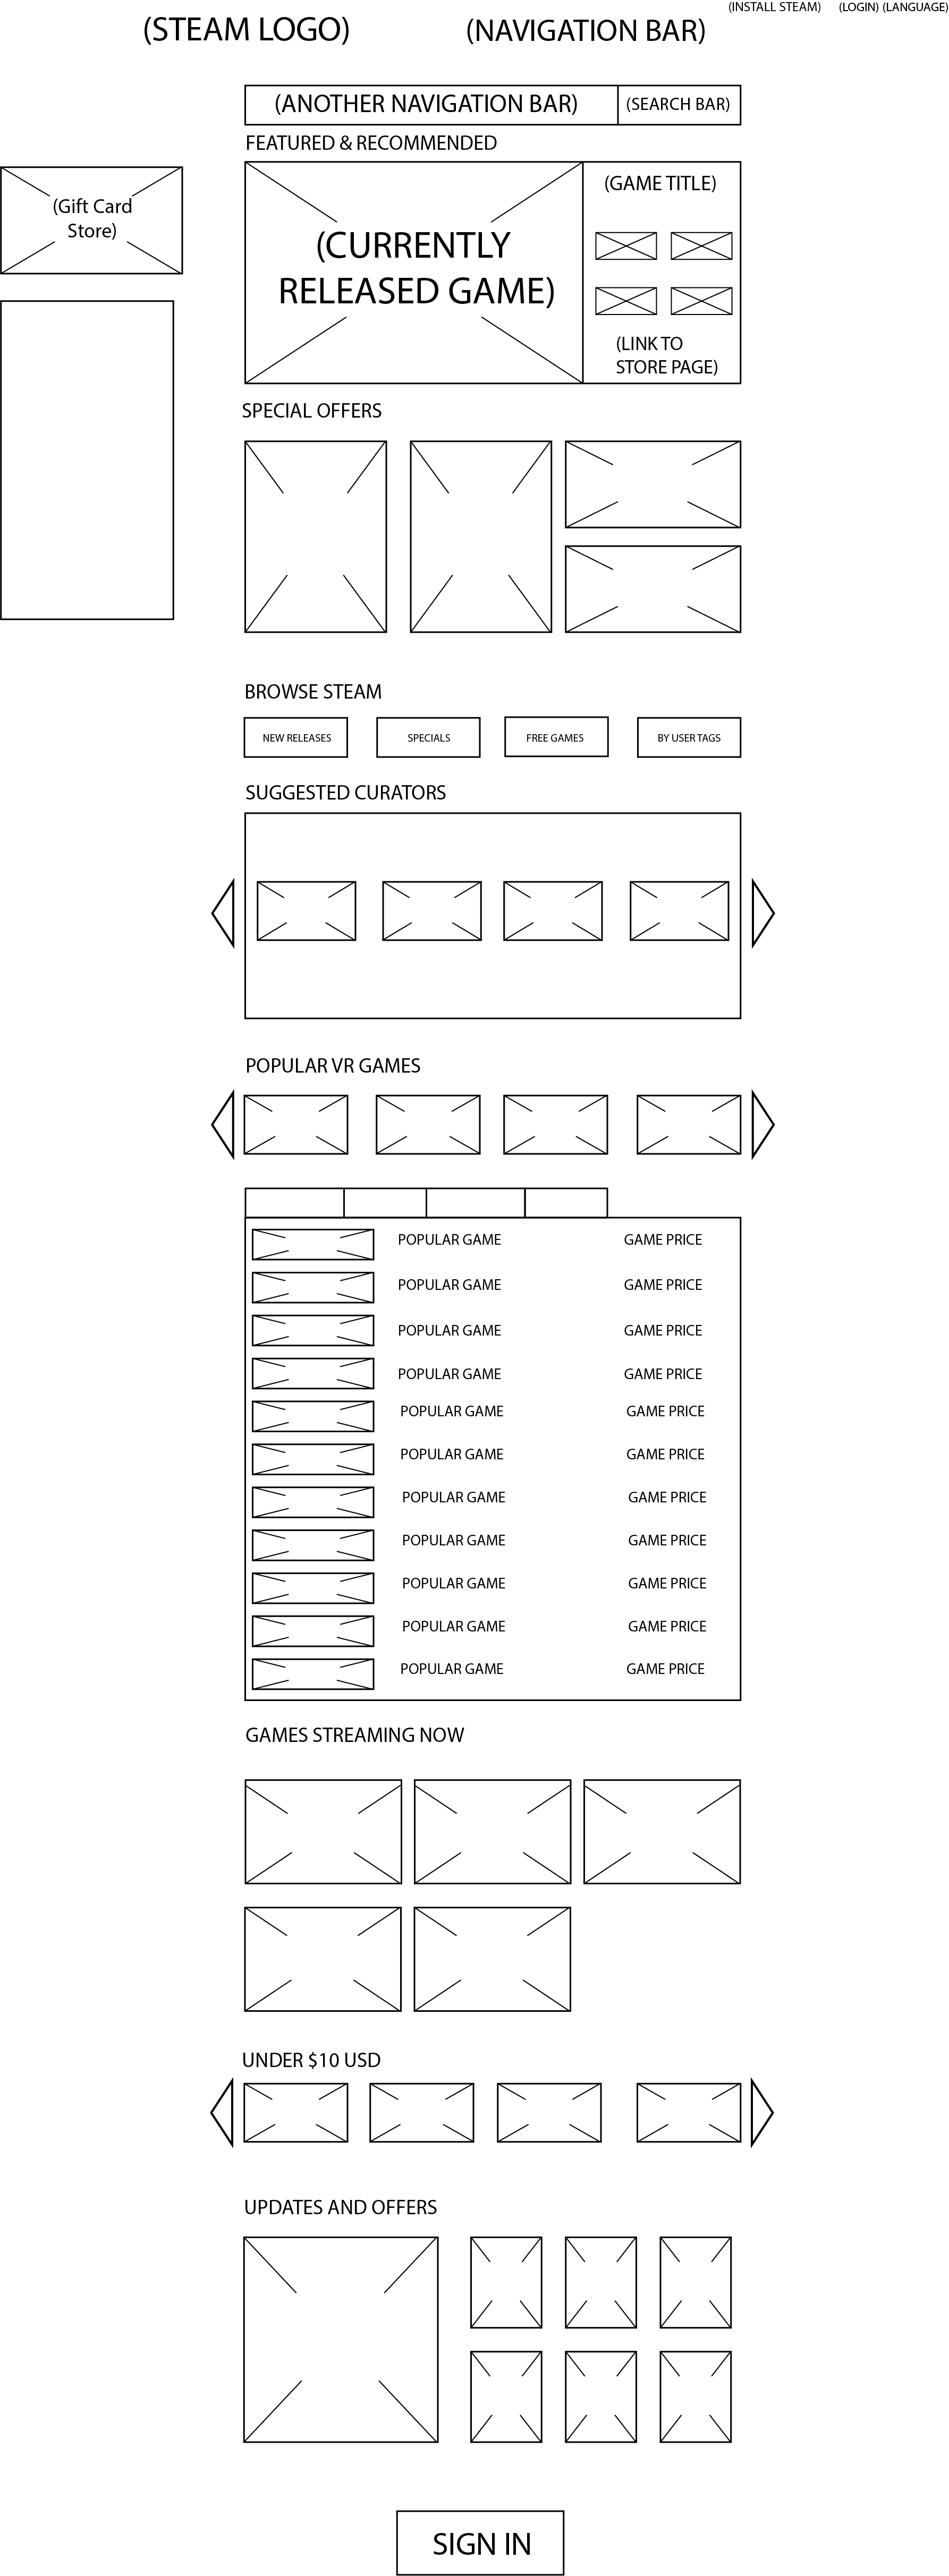 (INSTALL STEAM) (LOGIN) (LANGUAGE)
(STEAM LOGO) (NAVIGATION BAR)
(ANOTHER NAVIGATION BAR) (SEARCH BAR)
FEATURED & RECOMMENDED
(Gift Card
Store)
(CURRENTLY
RELEASED GAME)
(GAME TITLE)
(LINK TO
STORE PAGE)
SPECIAL OFFERS
BROWSE STEAM
NEW RELEASES SPECIALS FREE GAMES BY USER TAGS
SUGGESTED CURATORS
POPULAR VR GAMES
POPULAR GAME GAME PRICE
POPULAR GAME GAME PRICE
POPULAR GAME GAME PRICE
POPULAR GAME GAME PRICE
POPULAR GAME GAME PRICE
POPULAR GAME GAME PRICE
POPULAR GAME GAME PRICE
POPULAR GAME GAME PRICE
POPULAR GAME GAME PRICE
POPULAR GAME GAME PRICE
POPULAR GAME GAME PRICE
GAMES STREAMING NOW
UNDER $10 USD
UPDATES AND OFFERS
SIGN IN